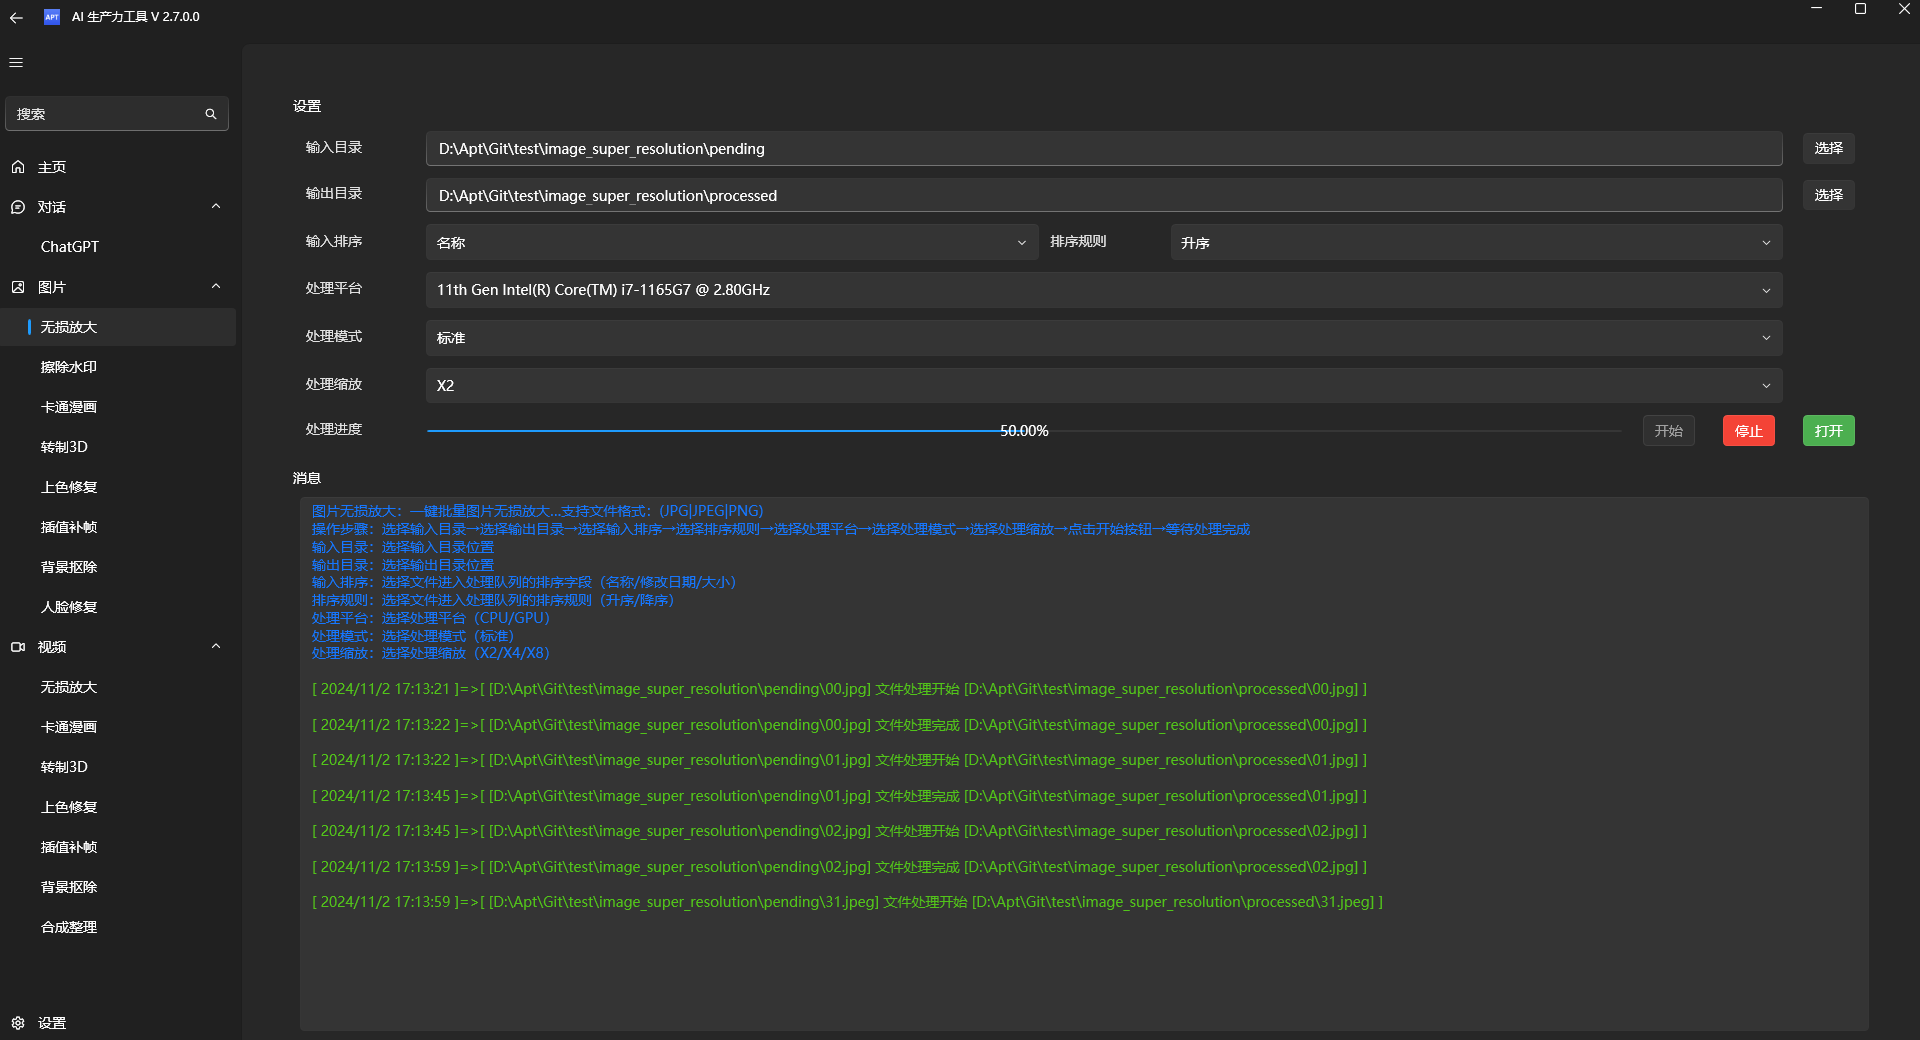 AI 生产力工具 V 2.7.0.0
搜索
主页
对话
ChatGPT
图片
无损放大
擦除水印
卡通漫画
转制3D
上色修复
插值补帧
背景抠除
人脸修复
视频
无损放大
卡通漫画
转制3D
上色修复
插值补帧
背景抠除
合成整理
设置
设置
输入目录 D:\Apt\Git\test\image_super_resolution\pending 选择
输出目录 D:\Apt\Git\test\image_super_resolution\processed 选择
输入排序 名称 排序规则 升序
处理平台 11th Gen Intel(R) Core(TM) i7-1165G7 @ 2.80GHz
处理模式 标准
处理缩放 X2
处理进度 50.00% 开始 停止 打开
消息
图片无损放大：一键批量图片无损放大...支持文件格式：(JPG|JPEG|PNG)
操作步骤：选择输入目录→选择输出目录→选择输入排序→选择排序规则→选择处理平台→选择处理模式→选择处理缩放→点击开始按钮→等待处理完成
输入目录：选择输入目录位置
输出目录：选择输出目录位置
输入排序：选择文件进入处理队列的排序字段（名称/修改日期/大小）
排序规则：选择文件进入处理队列的排序规则（升序/降序）
处理平台：选择处理平台（CPU/GPU）
处理模式：选择处理模式（标准）
处理缩放：选择处理缩放（X2/X4/X8）
[ 2024/11/2 17:13:21 ]=>[ [D:\Apt\Git\test\image_super_resolution\pending\00.jpg] 文件处理开始 [D:\Apt\Git\test\image_super_resolution\processed\00.jpg] ]
[ 2024/11/2 17:13:22 ]=>[ [D:\Apt\Git\test\image_super_resolution\pending\00.jpg] 文件处理完成 [D:\Apt\Git\test\image_super_resolution\processed\00.jpg] ]
[ 2024/11/2 17:13:22 ]=>[ [D:\Apt\Git\test\image_super_resolution\pending\01.jpg] 文件处理开始 [D:\Apt\Git\test\image_super_resolution\processed\01.jpg] ]
[ 2024/11/2 17:13:45 ]=>[ [D:\Apt\Git\test\image_super_resolution\pending\01.jpg] 文件处理完成 [D:\Apt\Git\test\image_super_resolution\processed\01.jpg] ]
[ 2024/11/2 17:13:45 ]=>[ [D:\Apt\Git\test\image_super_resolution\pending\02.jpg] 文件处理开始 [D:\Apt\Git\test\image_super_resolution\processed\02.jpg] ]
[ 2024/11/2 17:13:59 ]=>[ [D:\Apt\Git\test\image_super_resolution\pending\02.jpg] 文件处理完成 [D:\Apt\Git\test\image_super_resolution\processed\02.jpg] ]
[ 2024/11/2 17:13:59 ]=>[ [D:\Apt\Git\test\image_super_resolution\pending\31.jpeg] 文件处理开始 [D:\Apt\Git\test\image_super_resolution\processed\31.jpeg] ]